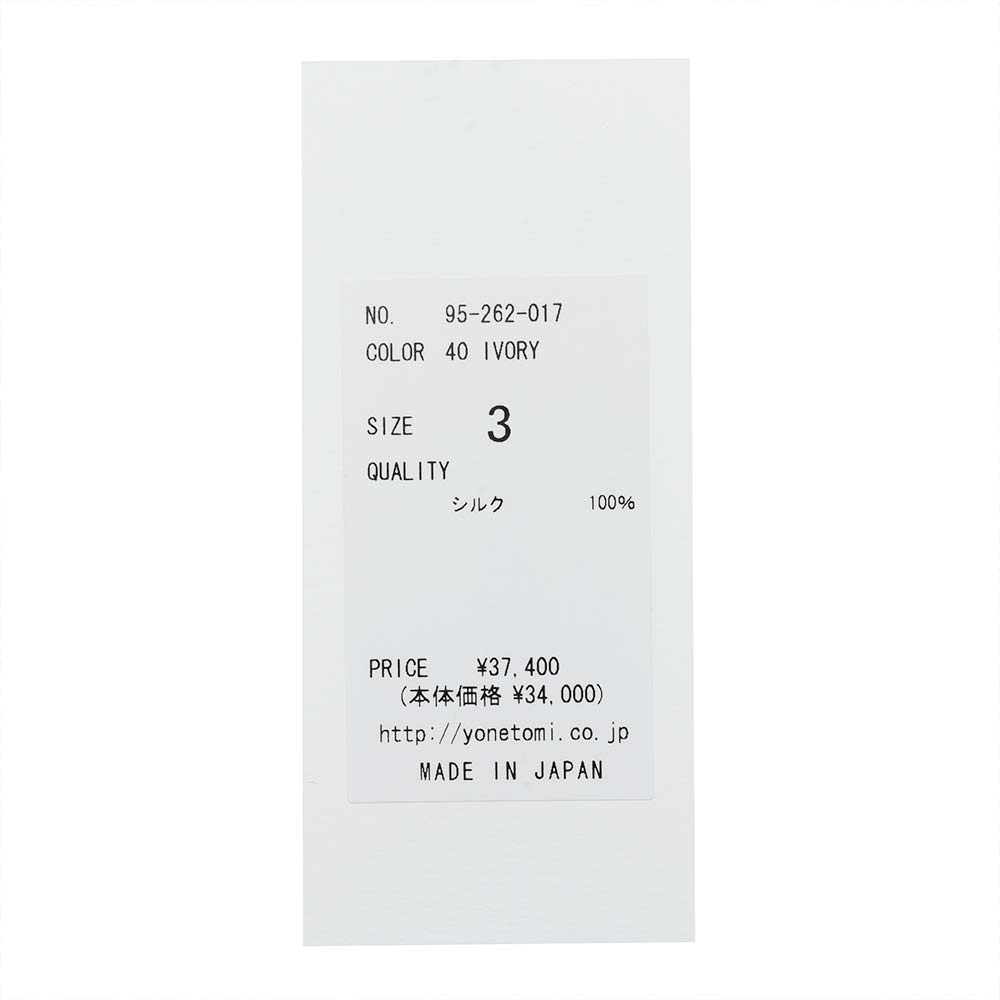 NO. 95-262-017
COLOR 40 IVORY
SIZE 3
QUALITY
シルク 100%
PRICE ¥37,400
(本体価格 ¥34,000)
http://yonetomi.co.jp
MADE IN JAPAN